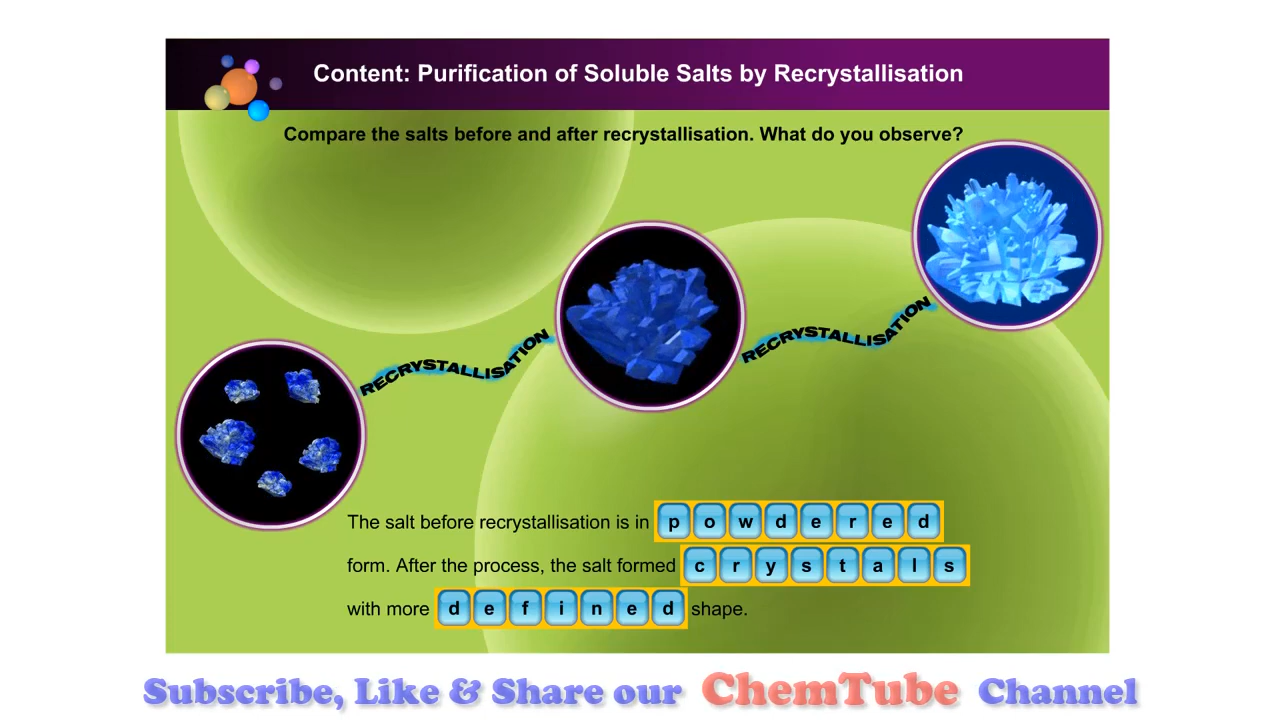 Content: Purification of Soluble Salts by Recrystallisation
Compare the salts before and after recrystallisation. What do you observe?
RECRYSTALLISATION
RECRYSTALLISATION
The salt before recrystallisation is in powdered
form. After the process, the salt formed crystals
with more defined shape.
Subscribe, Like & Share our ChemTube Channel